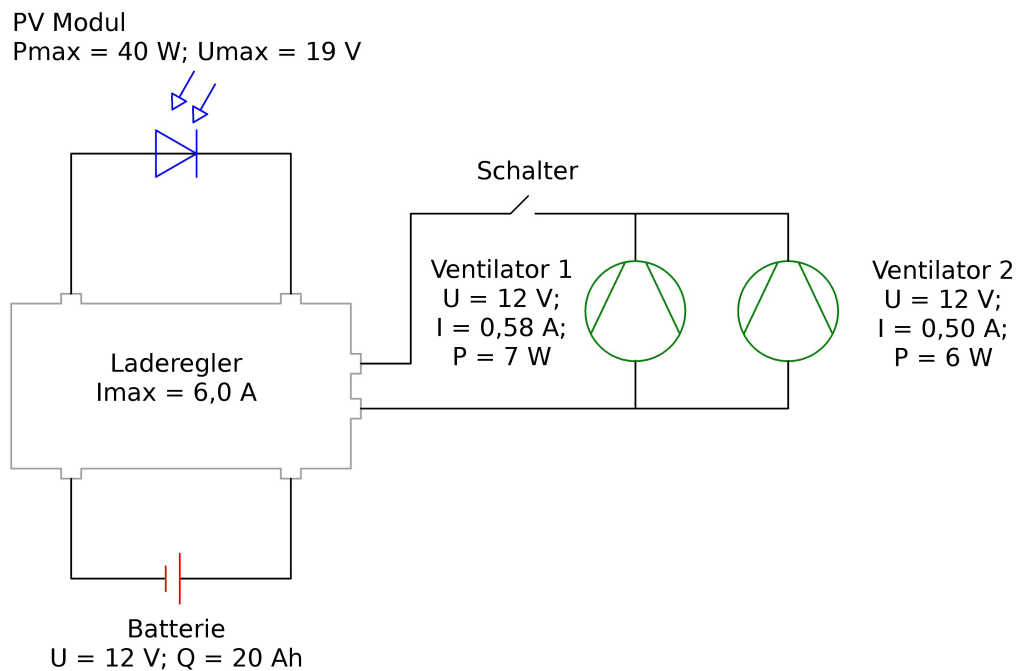 PV Modul
Pmax = 40 W; Umax = 19 V
Schalter
Ventilator 1
U = 12 V;
I = 0,58 A;
P = 7 W
Ventilator 2
U = 12 V;
I = 0,50 A;
P = 6 W
Laderegler
Imax = 6,0 A
Batterie
U = 12 V; Q = 20 Ah